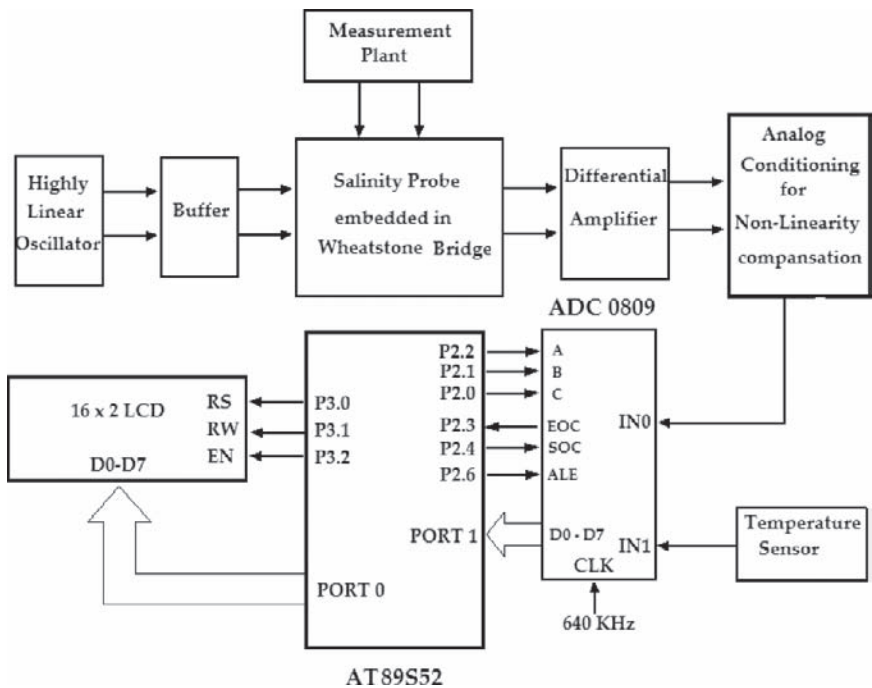 Measurement
Plant
Highly
Linear
Oscillator
Buffer
Salinity Probe
embedded in
Wheatstone Bridge
Differential
Amplifier
Analog
Conditioning
for
Non-Linearity
compansation
ADC 0809
16 x 2 LCD
D0-D7
RS
RW
EN
P3.0
P3.1
P3.2
PORT 0
P2.2
P2.1
P2.0
P2.3
P2.4
P2.6
PORT 1
A
B
C
EOC
SOC
ALE
D0 - D7
CLK
IN0
IN1
640 KHz
Temperature
Sensor
AT89S52